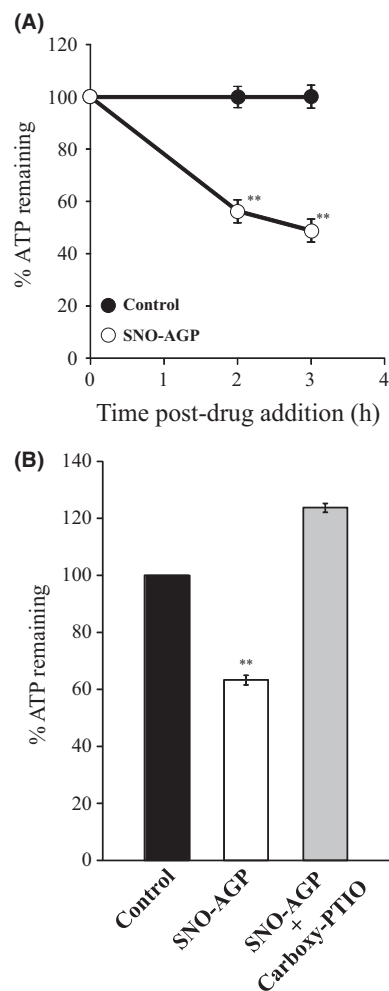 (A)
120
100
80
60
40
20
0
% ATP remaining
**
**
Control
SNO-AGP
0 1 2 3 4
Time post-drug addition (h)
(B)
140
120
100
80
60
40
20
0
% ATP remaining
**
Control
SNO-AGP
SNO-AGP
+
Carboxy-PTIO